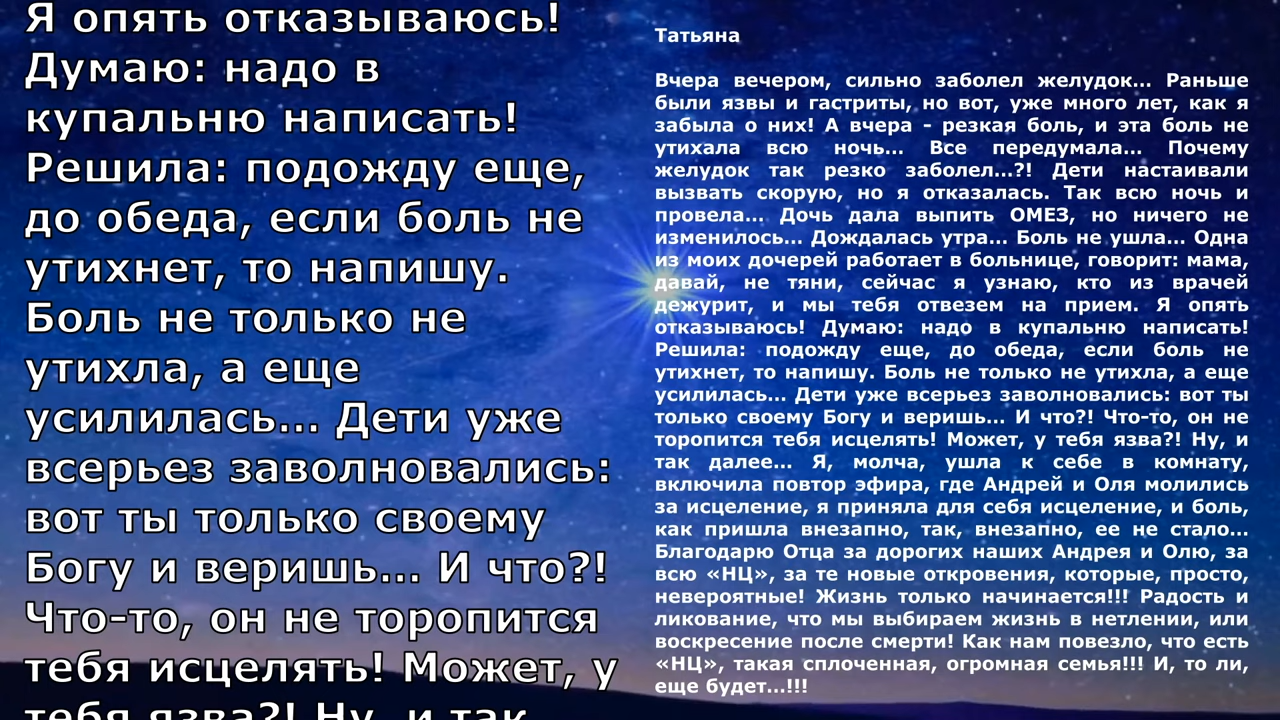 Я опять отказываюсь!
Думаю: надо в
купальню написать!
Решила: подожду еще,
до обеда, если боль не
утихнет, то напишу.
Боль не только не
утихла, а еще
усилилась... Дети уже
всерьез заволновались:
вот ты только своему
Богу и веришь... И что?!
Что-то, он не торопится
тебя исцелять! Может, у
тебя язва?! Ну, и так
Татьяна
Вчера вечером, сильно заболел желудок... Раньше
были язвы и гастриты, но вот, уже много лет, как я
забыла о них! А вчера - резкая боль, и эта боль не
утихала всю ночь... Все передумала... Почему
желудок так резко заболел...?! Дети настаивали
вызвать скорую, но я отказалась. Так всю ночь и
провела... Дочь дала выпить ОМЕЗ, но ничего не
изменилось... Дождалась утра... Боль не ушла... Одна
из моих дочерей работает в больнице, говорит: мама,
давай, не тяни, сейчас я узнаю, кто из врачей
дежурит, и мы тебя отвезем на прием. Я опять
отказываюсь! Думаю: надо в купальню написать!
Решила: подожду еще, до обеда, если боль не
утихнет, то напишу. Боль не только не утихла, а еще
усилилась... Дети уже всерьез заволновались: вот ты
только своему Богу и веришь... И что?! Что-то, он не
торопится тебя исцелять! Может, у тебя язва?! Ну, и
так далее... Я, молча, ушла к себе в комнату,
включила повтор эфира, где Андрей и Оля молились
за исцеление, я приняла для себя исцеление, и боль,
как пришла внезапно, так, внезапно, ее не стало...
Благодарю Отца за дорогих наших Андрея и Олю, за
всю «НЦ», за те новые откровения, которые, просто,
невероятные! Жизнь только начинается!!! Радость и
ликование, что мы выбираем жизнь в нетлении, или
воскресение после смерти! Как нам повезло, что есть
«НЦ», такая сплоченная, огромная семья!!! И, то ли,
еще будет...!!!